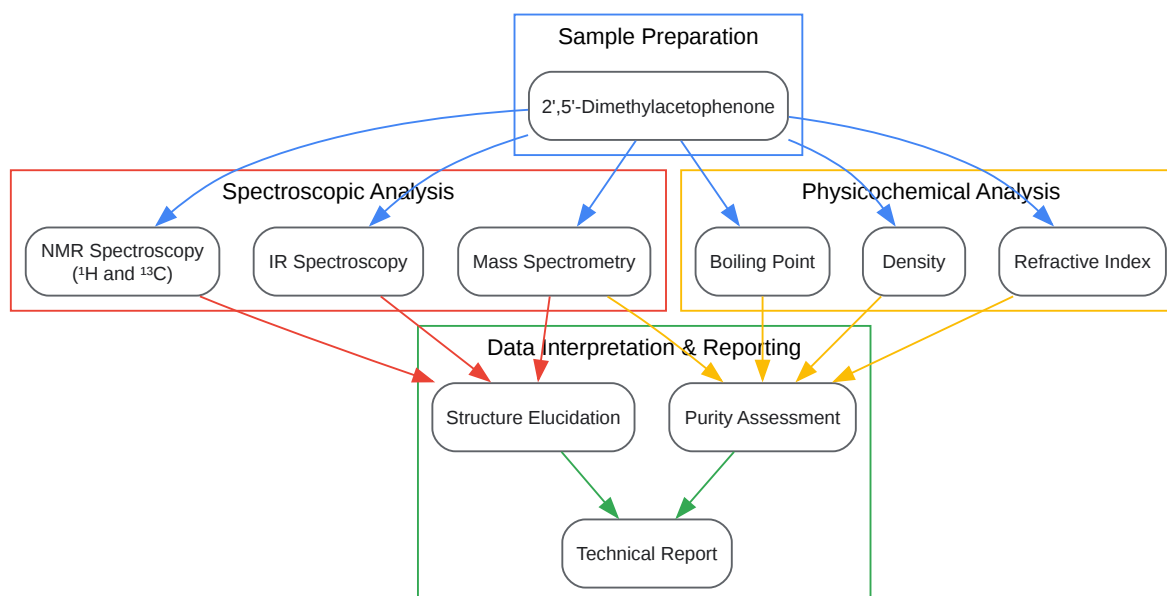 Sample Preparation
2',5'-Dimethylacetophenone
Spectroscopic Analysis
Physicochemical Analysis
NMR Spectroscopy
(¹H and ¹³C)
IR Spectroscopy
Mass Spectrometry
Boiling Point
Density
Refractive Index
Data Interpretation & Reporting
Structure Elucidation
Purity Assessment
Technical Report